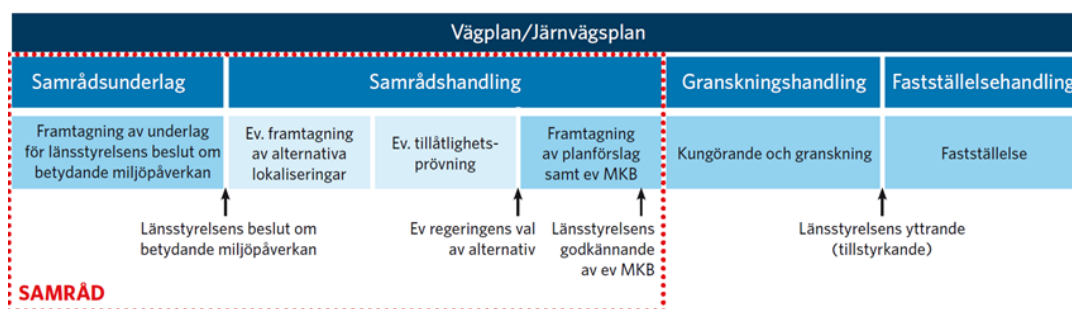 Vägplan/Järnvägsplan
Samrådsunderlag
Samrådshandling
Granskningshandling
Fastställelsehandling
Framtagning av underlag
för länsstyrelsens beslut om
betydande miljöpåverkan
Ev. framtagning
av alternativa
lokaliseringar
Ev. tillåtlighets-
prövning
Framtagning
av planförslag
samt ev MKB
Kungörande och granskning
Fastställelse
Länsstyrelsens beslut om
betydande miljöpåverkan
Ev regeringens val
av alternativ
Länsstyrelsens
godkännande
av ev MKB
Länsstyrelsens yttrande
(tillstyrkande)
SAMRÅD